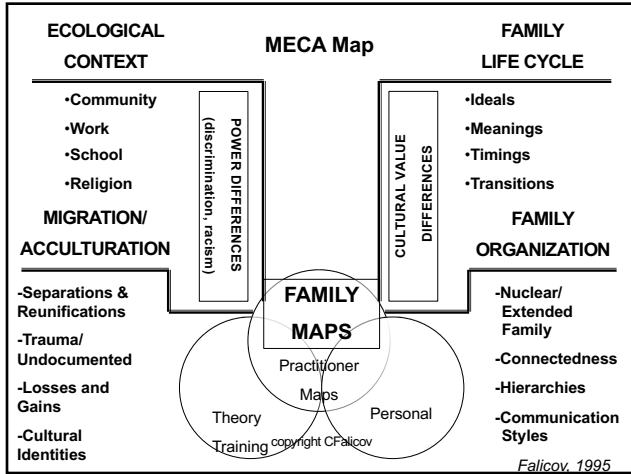 ECOLOGICAL
CONTEXT
MECA Map
FAMILY
LIFE CYCLE
•Community
•Work
•School
•Religion
POWER DIFFERENCES
(discrimination, racism)
CULTURAL VALUE
DIFFERENCES
•Ideals
•Meanings
•Timings
•Transitions
MIGRATION/
ACCULTURATION
FAMILY
ORGANIZATION
-Separations &
Reunifications
-Trauma/
Undocumented
-Losses and
Gains
-Cultural
Identities
FAMILY
MAPS
Practitioner
Maps
Theory
Training
Personal
copyright CFalicov
-Nuclear/
Extended
Family
-Connectedness
-Hierarchies
-Communication
Styles
Falicov, 1995